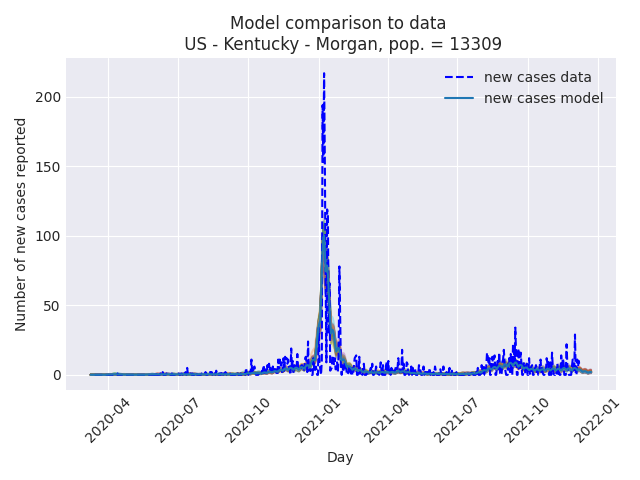 Model comparison to data
US - Kentucky - Morgan, pop. = 13309
new cases data
new cases model
Number of new cases reported
200
150
100
50
0
2020-04
2020-07
2020-10
2021-01
2021-04
2021-07
2021-10
2022-01
Day